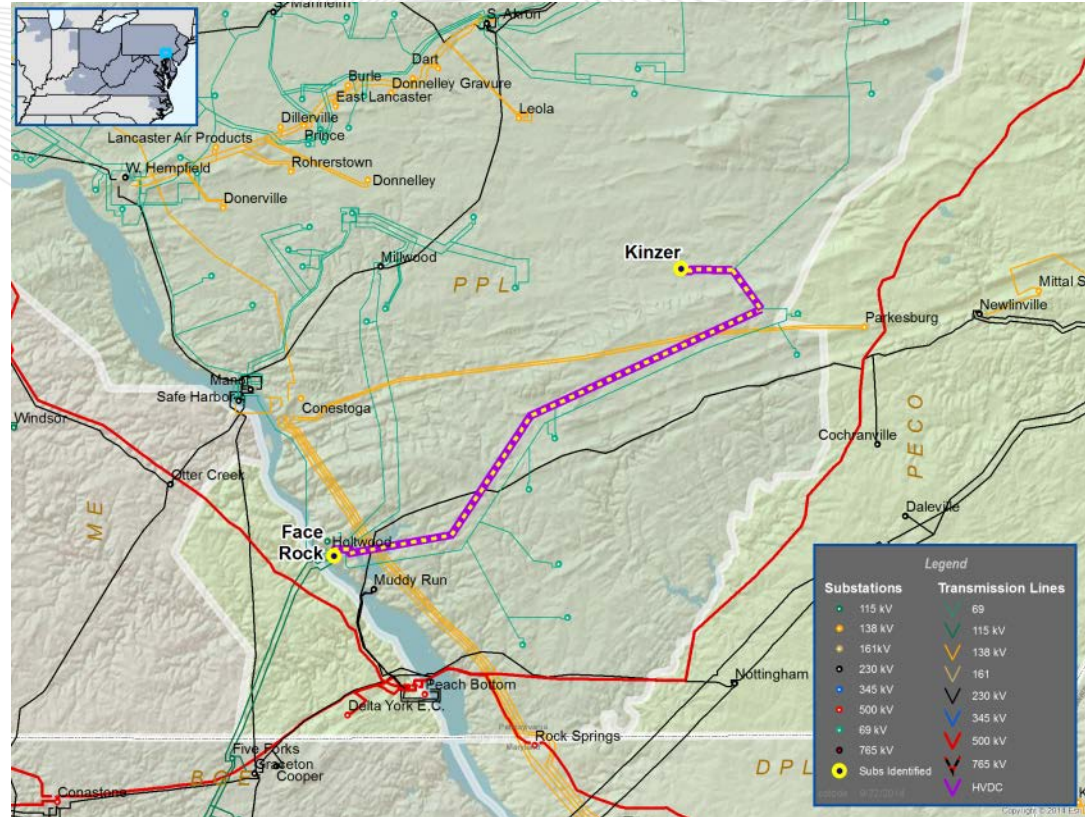 S. Akron
Dart
Burle
Donnelley Gravure
East Lancaster
Leola
Dillerville
Prince
Lancaster Air Products
W. Hempfield
Rohrerstown
Donnelley
Donerville
Millwood
Kinzer
PPL
Mittal S
Newlinville
Parkesburg
Manor
Safe Harbor
Conestoga
Windsor
Cochranville
PECO
Otter Creek
ME
Daleville
Face
Rock
Holtwood
Muddy Run
Peach Bottom
Nottingham
Delta York E.C.
Rock Springs
Five Forks
Graceton
Cooper
BGE
DPL
Conastone
Legend
Substations
115 kV
138 kV
161kV
230 kV
345 kV
500 kV
69 kV
765 kV
Subs Identified
Transmission Lines
69
115 kV
138 kV
161
230 kV
345 kV
500 kV
765 kV
HVDC